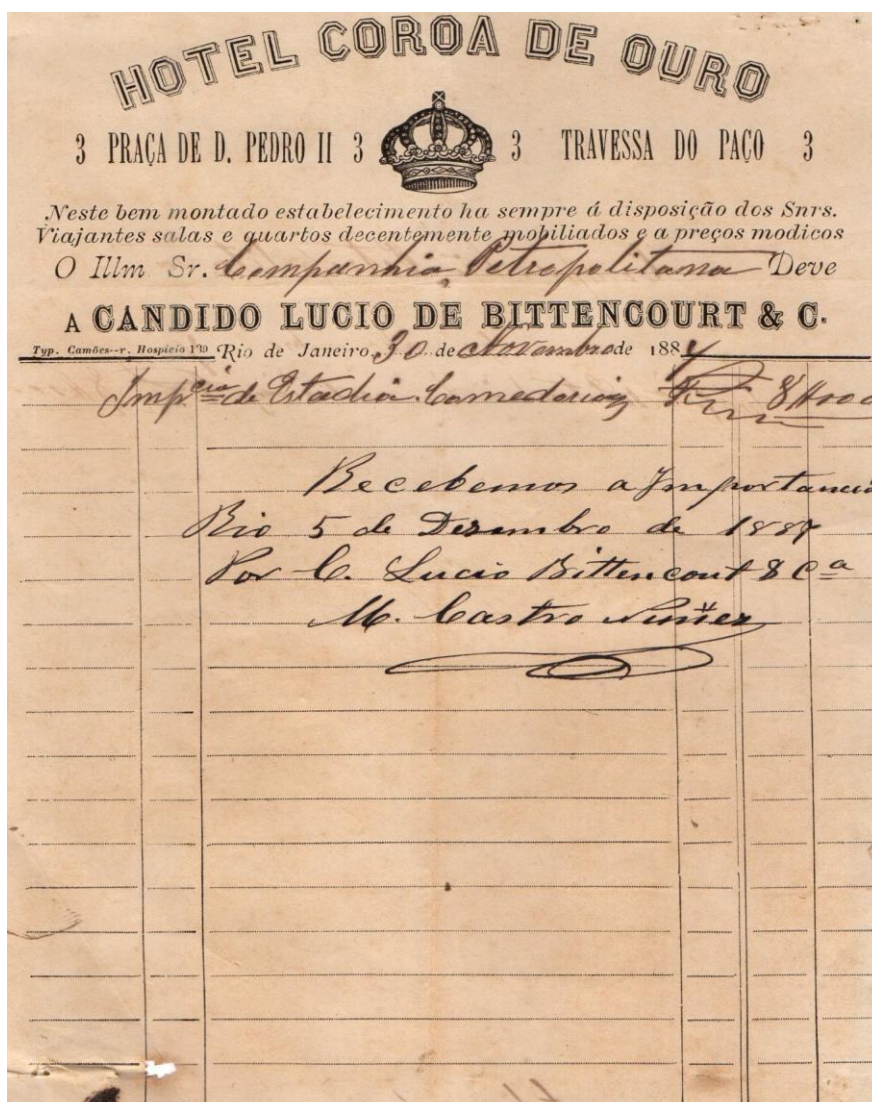 HOTEL COROA DE OURO
3 PRAÇA DE D. PEDRO II 3 3 TRAVESSA DO PAÇO 3
Neste bem montado estabelecimento ha sempre á disposição dos Snrs.
Viajantes salas e quartos decentemente mobiliados e a preços modicos
O Illm Sr. Companhia Petropolitana Deve
A CANDIDO LUCIO DE BITTENCOURT & C.
Typ. Camões--r. Hospicio Rio de Janeiro, 30 de Novembro de 188
Impcia de Estadia
Recebemos a Importancia
Rio 5 de Dezembro de
Por C. Lucio Bittencourt & Ca
M. Castro Nuñez